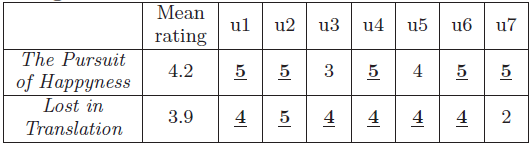 Mean rating u1 u2 u3 u4 u5 u6 u7
The Pursuit of Happyness 4.2 5 5 3 5 4 5 5
Lost in Translation 3.9 4 5 4 4 4 4 2